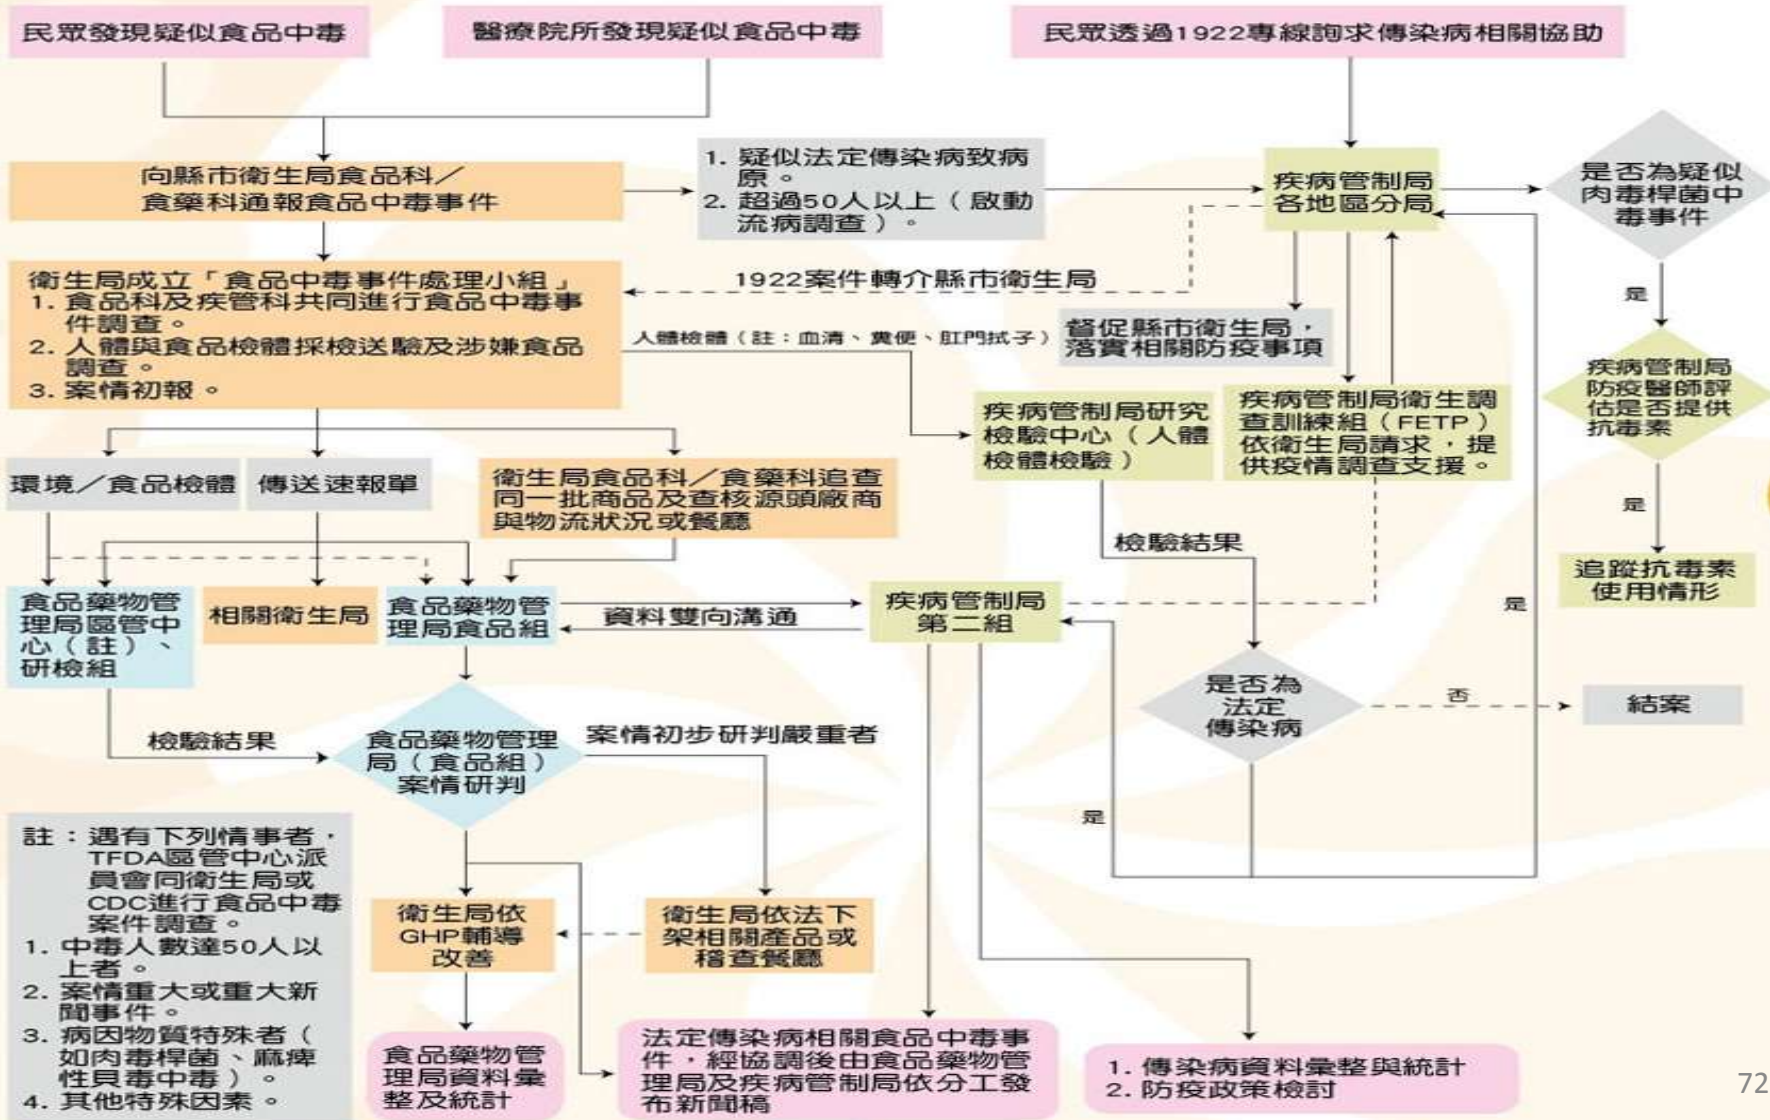 民眾發現疑似食品中毒
醫療院所發現疑似食品中毒
民眾透過1922專線詢求傳染病相關協助
向縣市衛生局食品科／
食藥科通報食品中毒事件
1. 疑似法定傳染病致病
原。
2. 超過50人以上（啟動
流病調查）。
疾病管制局
各地區分局
是否為疑似
肉毒桿菌中
毒事件
衛生局成立「食品中毒事件處理小組」
1. 食品科及疾管科共同進行食品中毒事
件調查。
2. 人體與食品檢體採檢送驗及涉嫌食品
調查。
3. 案情初報。
1922案件轉介縣市衛生局
人體檢體（註：血清、糞便、肛門拭子）
督促縣市衛生局，
落實相關防疫事項
是
疾病管制局
防疫醫師評
估是否提供
抗毒素
疾病管制局研究
檢驗中心（人體
檢體檢驗）
疾病管制局衛生調
查訓練組（FETP）
依衛生局請求，提
供疫情調查支援。
環境／食品檢體
傳送速報單
衛生局食品科／食藥科追查
同一批商品及查核源頭廠商
與物流狀況或餐廳
是
檢驗結果
追蹤抗毒素
使用情形
食品藥物管
理局區管中
心（註）、
研檢組
相關衛生局
食品藥物管
理局食品組
資料雙向溝通
疾病管制局
第二組
是
是否為
法定
傳染病
否
結案
檢驗結果
食品藥物管理
局（食品組）
案情研判
案情初步研判嚴重者
是
註：遇有下列情事者，
TFDA區管中心派
員會同衛生局或
CDC進行食品中毒
案件調查。
1. 中毒人數達50人以
上者。
2. 案情重大或重大新
聞事件。
3. 病因物質特殊者（
如肉毒桿菌、麻痺
性貝毒中毒）。
4. 其他特殊因素。
衛生局依
GHP輔導
改善
衛生局依法下
架相關產品或
稽查餐廳
食品藥物管
理局資料彙
整及統計
法定傳染病相關食品中毒事
件，經協調後由食品藥物管
理局及疾病管制局依分工發
布新聞稿
1. 傳染病資料彙整與統計
2. 防疫政策檢討
72